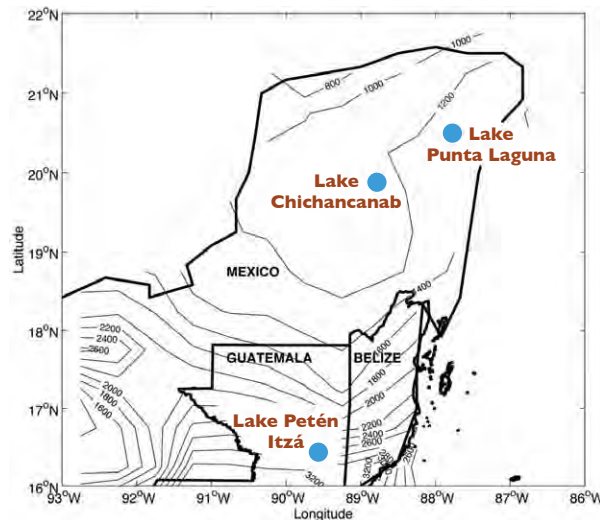 22°N
21°N
20°N
19°N
18°N
17°N
16°N
Latitude
93°W
92°W
91°W
90°W
89°W
88°W
87°W
86°W
Longitude
1000
800
1000
1200
Lake
Punta Laguna
Lake
Chichancanab
MEXICO
GUATEMALA
BELIZE
Lake Petén
Itzá
2200
2400
2600
2000
1800
1600
1800
2000
2200
2400
2600
3200
3200